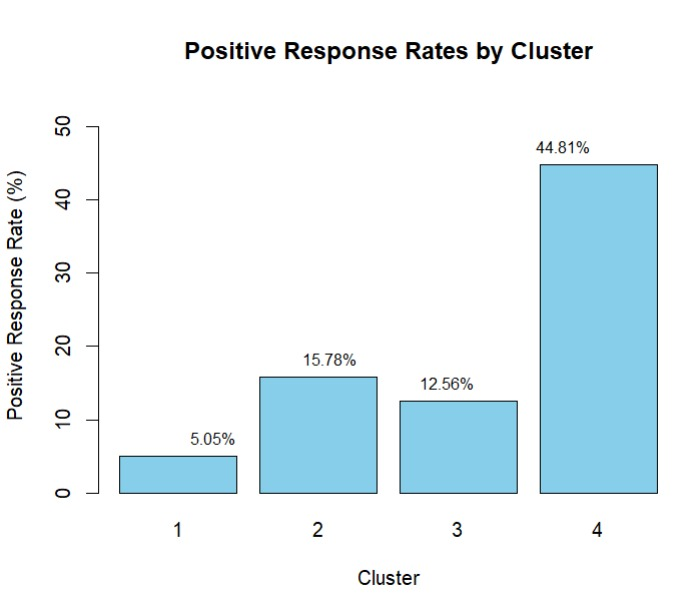 Positive Response Rates by Cluster
Positive Response Rate (%)
50
40
30
20
10
0
44.81%
15.78%
12.56%
5.05%
1 2 3 4
Cluster